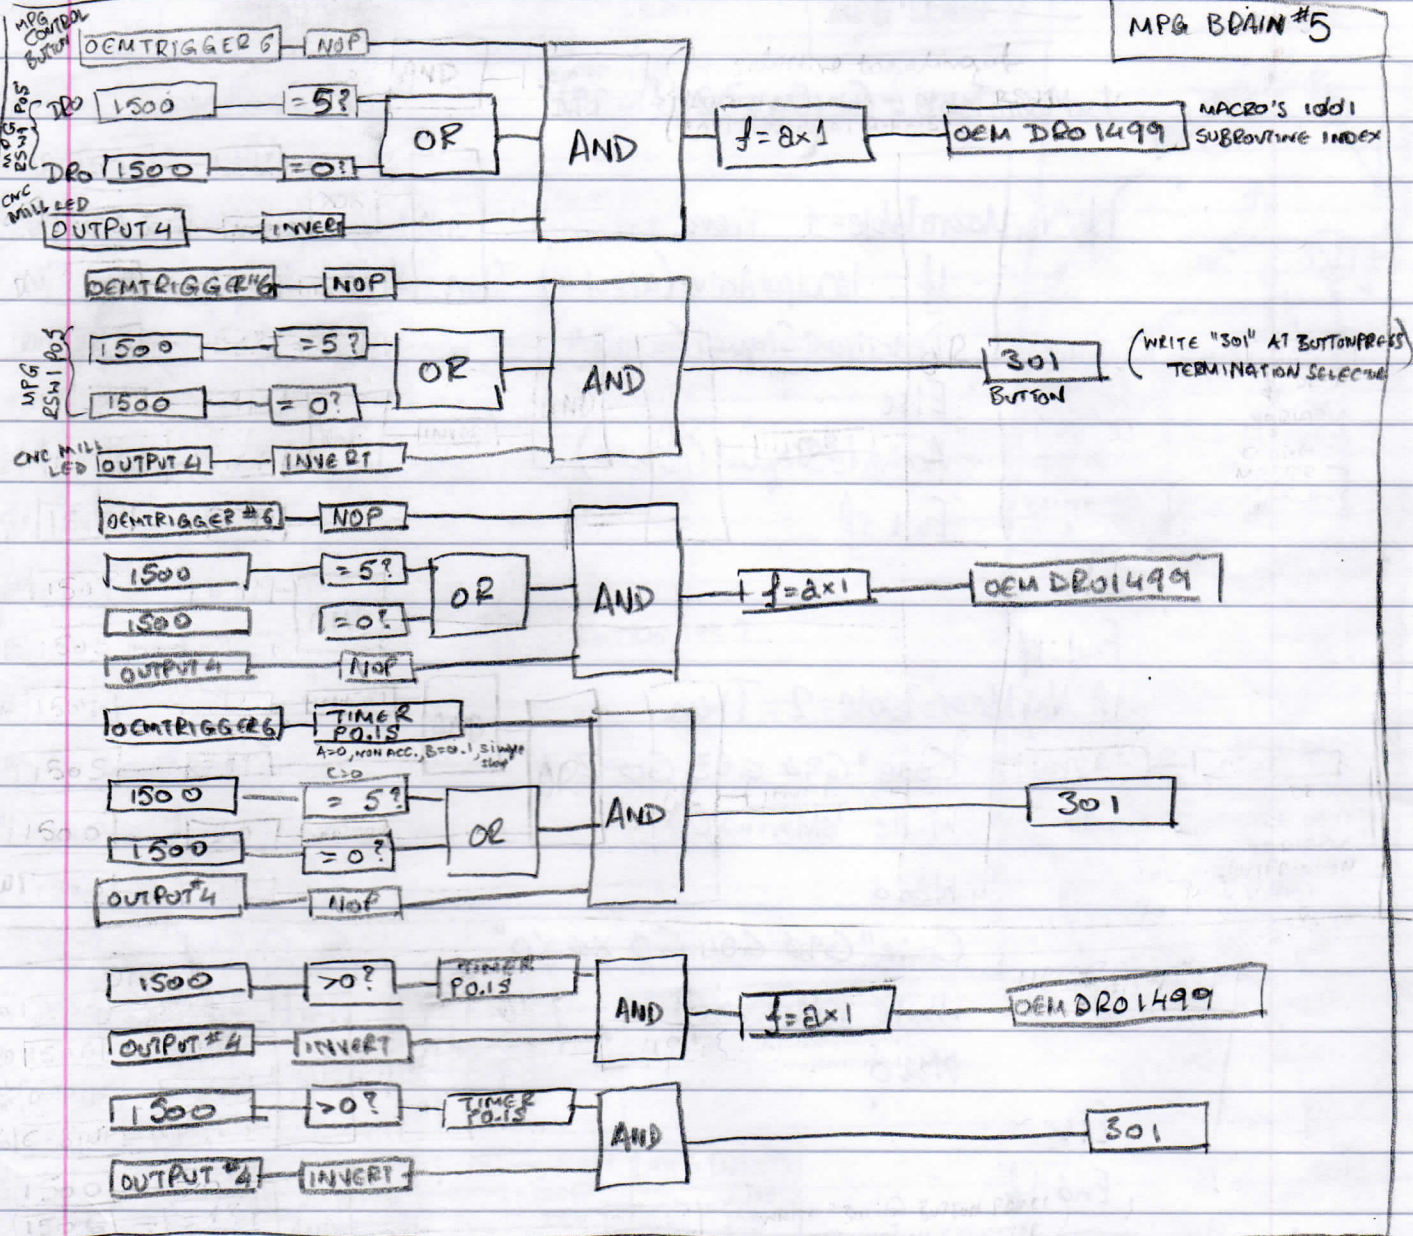 MPG BRAIN #5
MPG CONTROL BUTTON
OEMTRIGGER 6 NOP
MPG RSW1 POS
DRO 1500 = 5?
OR AND f=a×1 OEM DRO 1499
MACRO'S 1001
SUBROUTINE INDEX
DRO 1500 = 0?
CNC MILL LED
OUTPUT 4 INVERT
OEMTRIGGER #6 NOP
MPG RSW1 POS
1500 = 5?
OR AND 301
BUTTON
(WRITE "301" AT BUTTONPRESS)
TERMINATION SELECTOR
1500 = 0?
CNC MILL LED
OUTPUT 4 INVERT
OEMTRIGGER #6 NOP
1500 = 5?
OR AND f=a×1 OEM DRO1499
1500 = 0?
OUTPUT 4 NOP
OEMTRIGGER6 TIMER
P0.1S
A=0, NON ACC., B=0.1, single
C=0
1500 = 5?
OR AND 301
1500 = 0?
OUTPUT #4 NOP
1500 >0? TIMER
P0.1S
AND f=a×1 OEM DRO1499
OUTPUT #4 INVERT
1500 >0? TIMER
P0.1S
AND 301
OUTPUT #4 INVERT